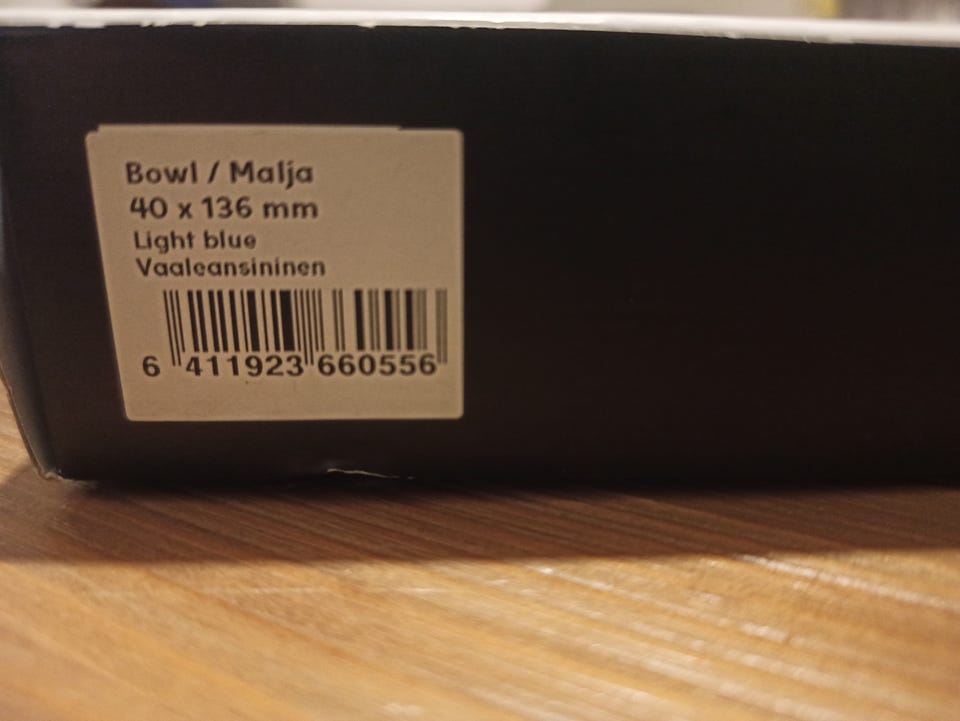 Bowl / Malja
40 x 136 mm
Light blue
Vaaleansininen
6 411923 660556